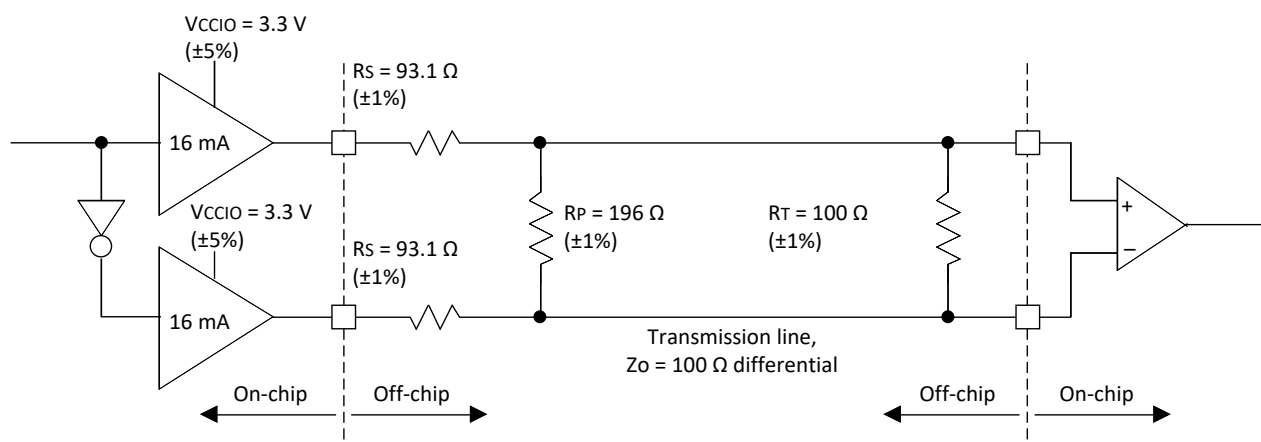 VCCIO = 3.3 V
(±5%)
RS = 93.1 Ω
(±1%)
16 mA
VCCIO = 3.3 V
(±5%)
RP = 196 Ω
(±1%)
RT = 100 Ω
(±1%)
+
−
RS = 93.1 Ω
(±1%)
16 mA
Transmission line,
Zo = 100 Ω differential
On-chip
Off-chip
Off-chip
On-chip